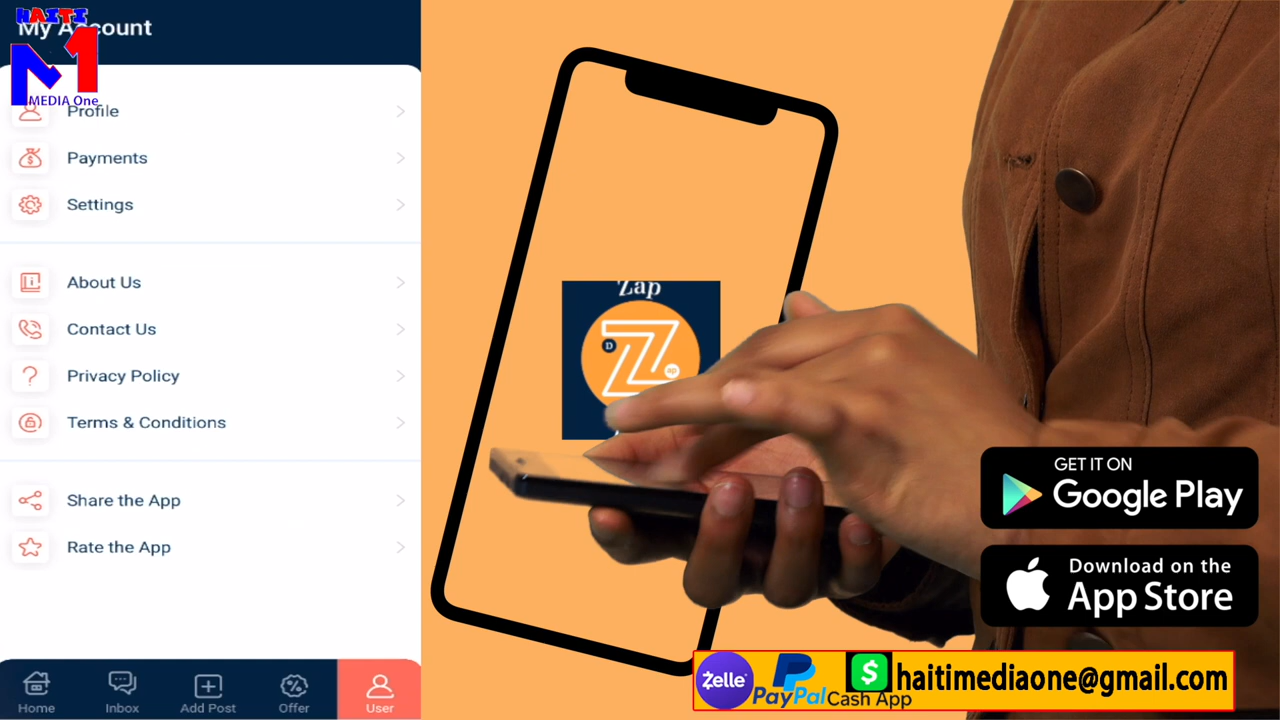 HAITI
My Account
M1
MEDIA One
Profile
Payments
Settings
About Us
Contact Us
Privacy Policy
Terms & Conditions
Share the App
Rate the App
Home
Inbox
Add Post
Offer
User
Zap
Z
D
ap
GET IT ON
Google Play
Download on the
App Store
Zelle
PayPal
$
Cash App
haitimediaone@gmail.com